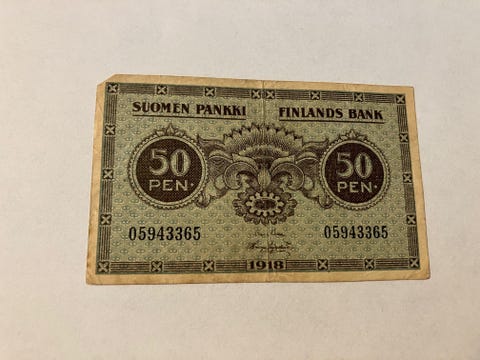 SUOMEN PANKKI FINLANDS BANK
50 PEN. 50 PEN.
05943365 05943365
1918